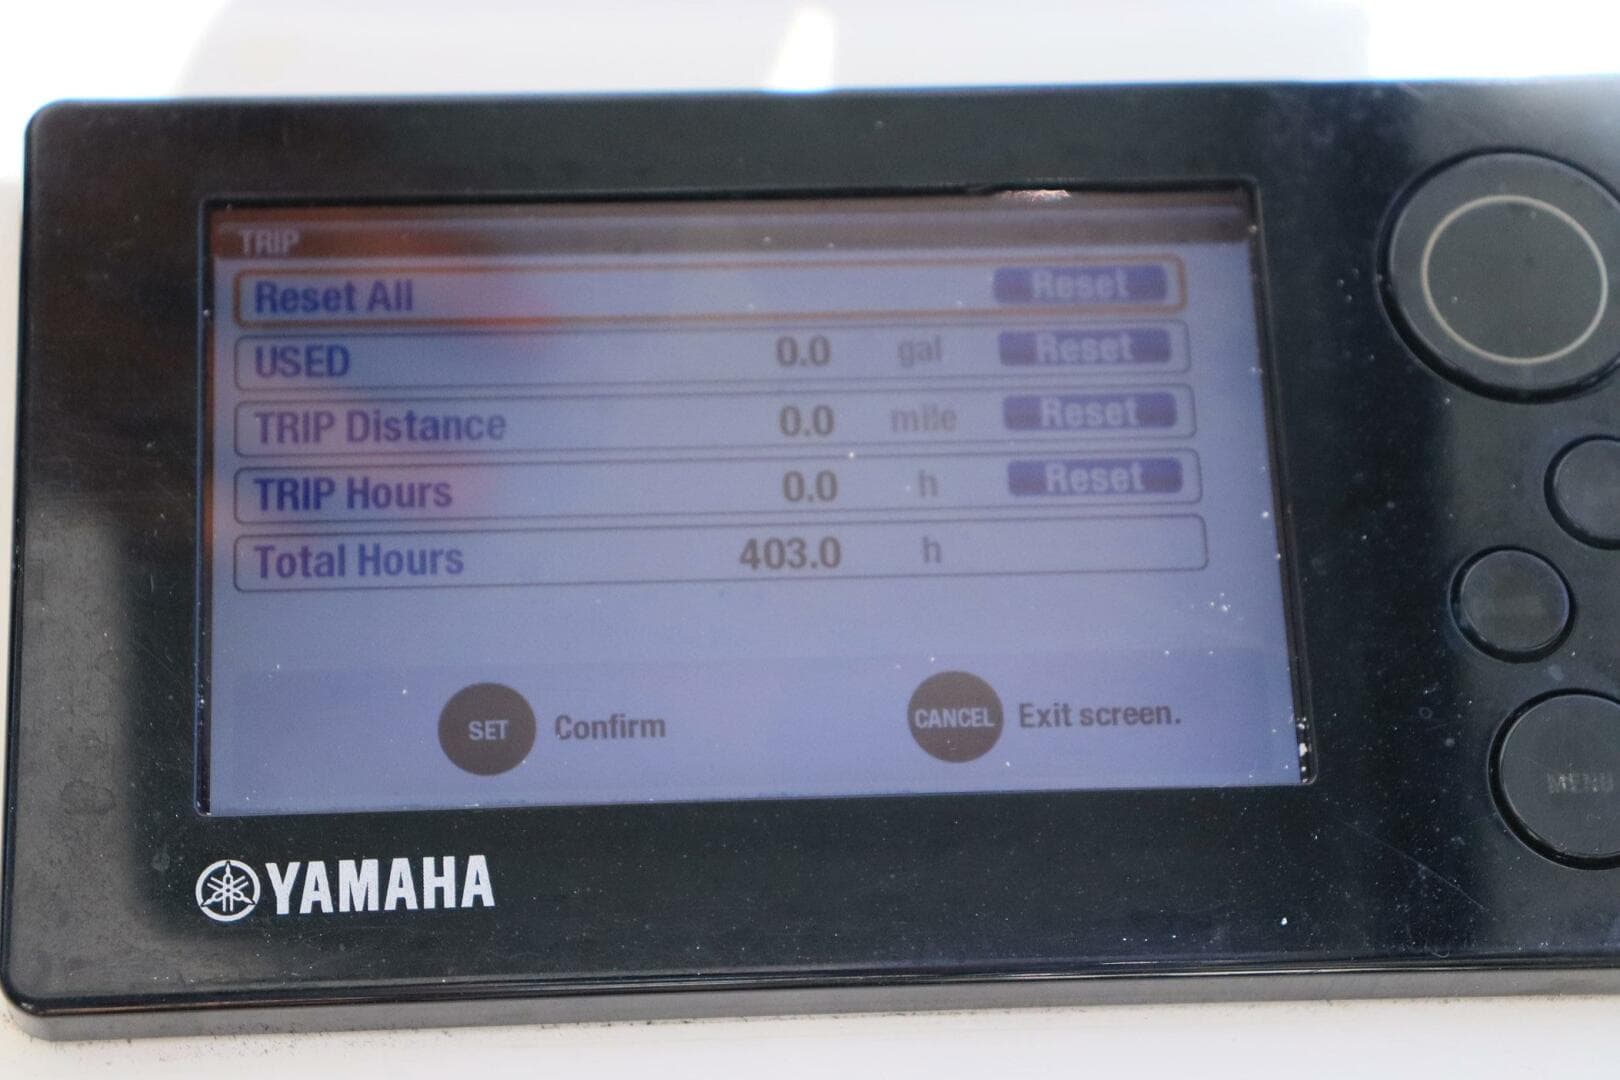 TRIP
Reset All Reset
USED 0.0 gal Reset
TRIP Distance 0.0 mile Reset
TRIP Hours 0.0 h Reset
Total Hours 403.0 h
SET Confirm CANCEL Exit screen.
MENU
YAMAHA